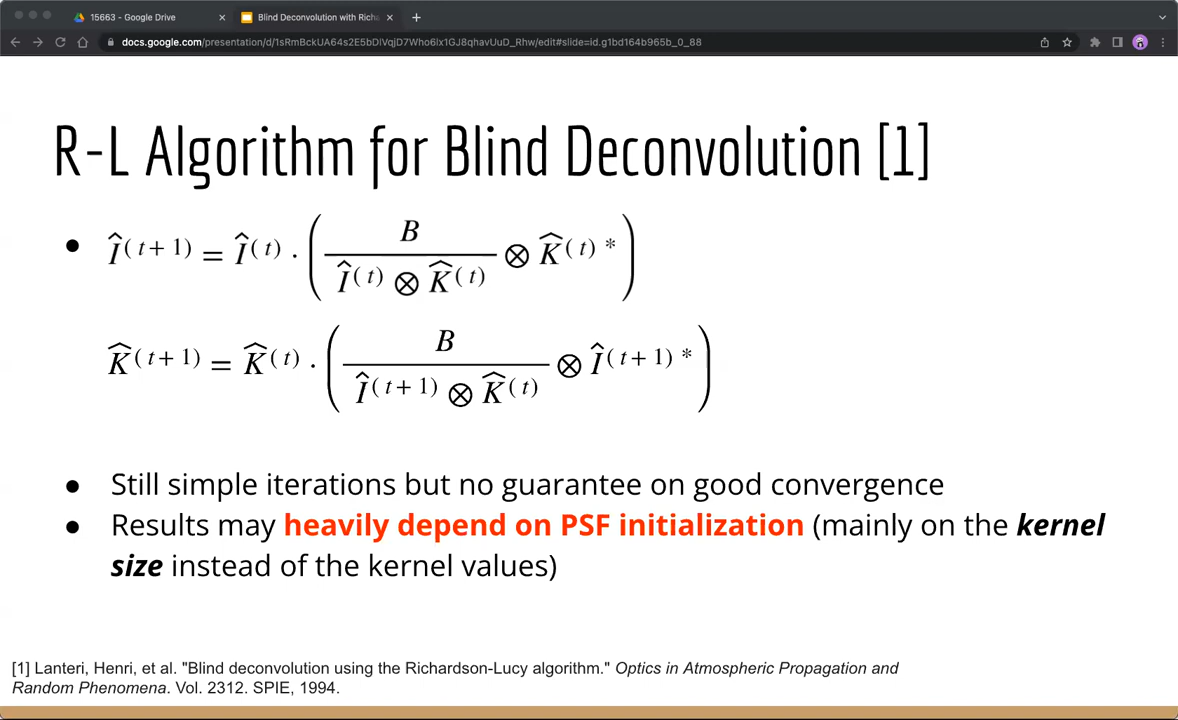 15663 - Google Drive
Blind Deconvolution with Rich
docs.google.com/presentation/d/1sRmBckUA64s2E5bDlVqjD7Who6lx1GJ8qhavUuD_Rhw/edit#slide=id.g1bd164b965b_0_88
R-L Algorithm for Blind Deconvolution [1]
● Î^(t+1) = Î^(t) · ( B / (Î^(t) ⊗ K̂^(t)) ⊗ K̂^(t)* )
K̂^(t+1) = K̂^(t) · ( B / (Î^(t+1) ⊗ K̂^(t)) ⊗ Î^(t+1)* )
● Still simple iterations but no guarantee on good convergence
● Results may heavily depend on PSF initialization (mainly on the kernel
size instead of the kernel values)
[1] Lanteri, Henri, et al. "Blind deconvolution using the Richardson-Lucy algorithm." Optics in Atmospheric Propagation and
Random Phenomena. Vol. 2312. SPIE, 1994.